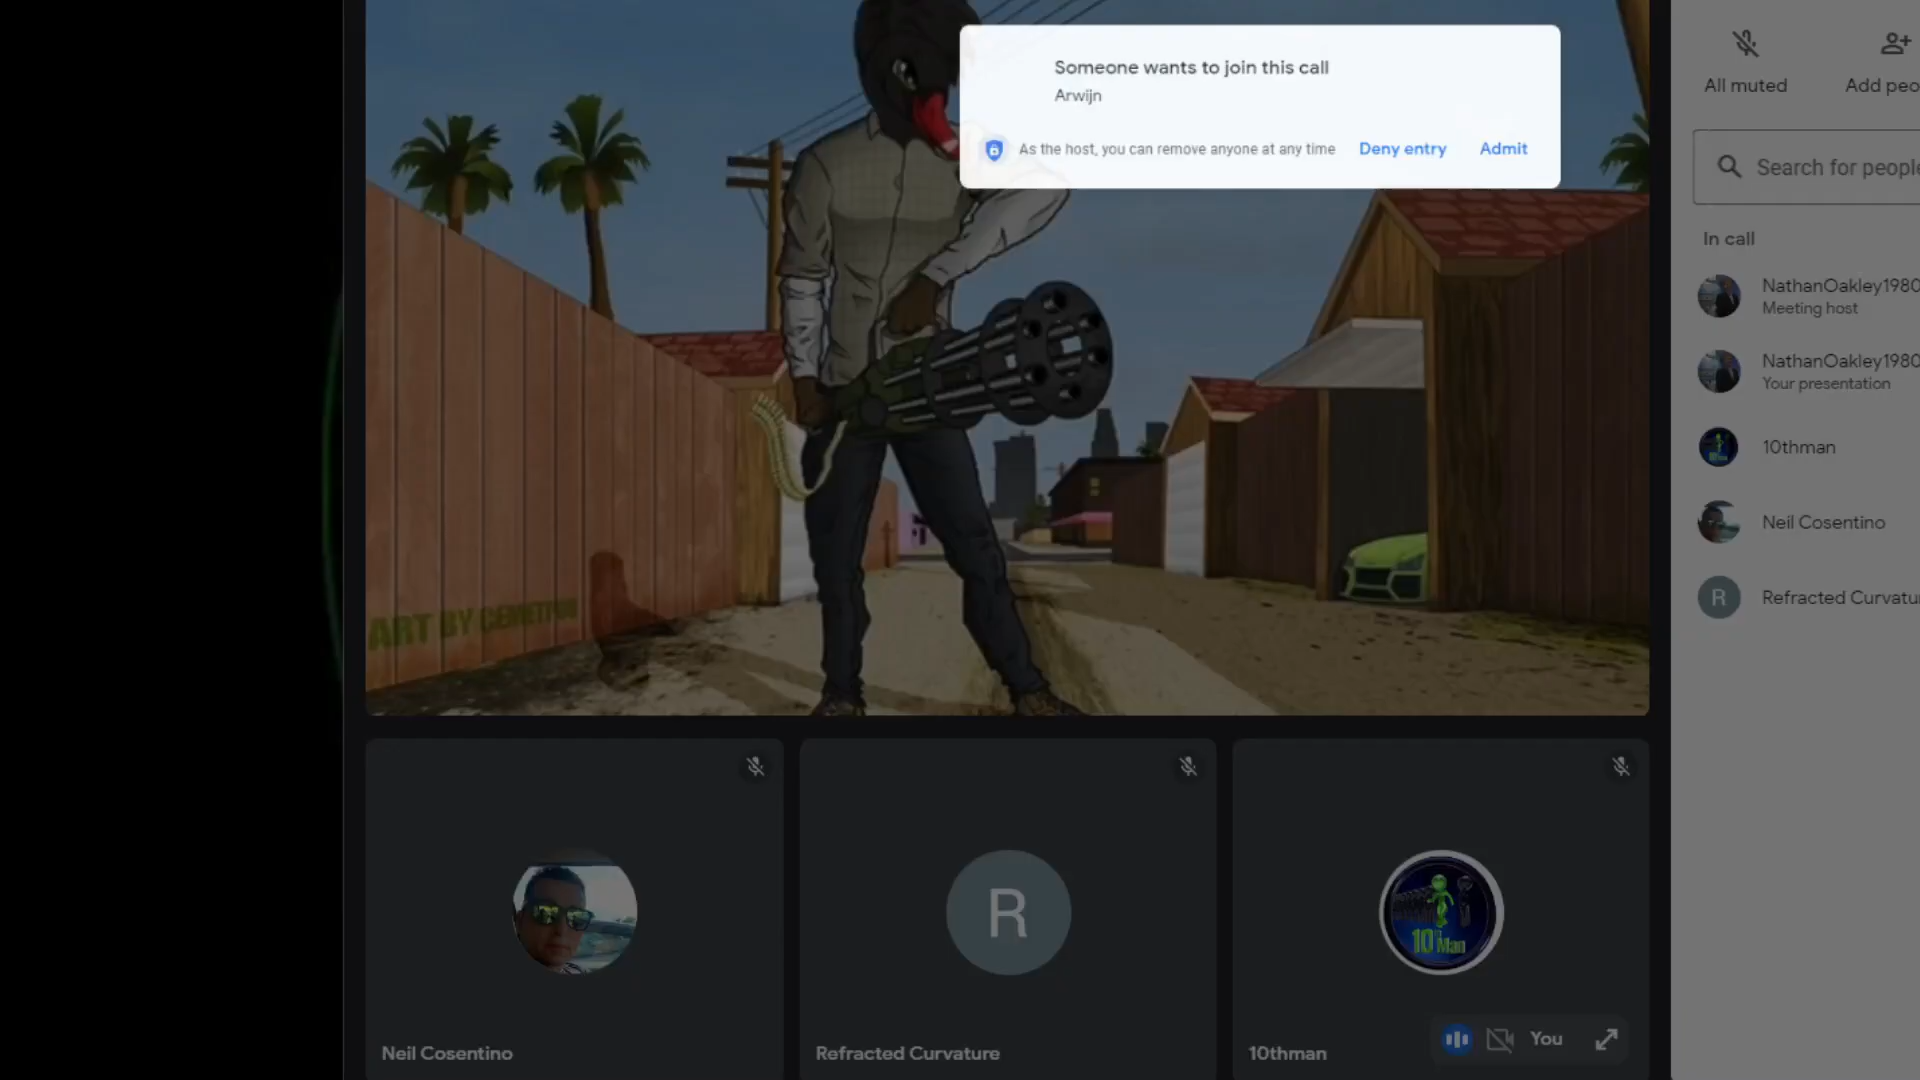 Someone wants to join this call
Arwijn
As the host, you can remove anyone at any time
Deny entry
Admit
All muted
Add peo
Search for people
In call
NathanOakley1980
Meeting host
NathanOakley1980
Your presentation
10thman
Neil Cosentino
R
Refracted Curvatu
ART BY CEMETROID
R
10th Man
Neil Cosentino
Refracted Curvature
10thman
You